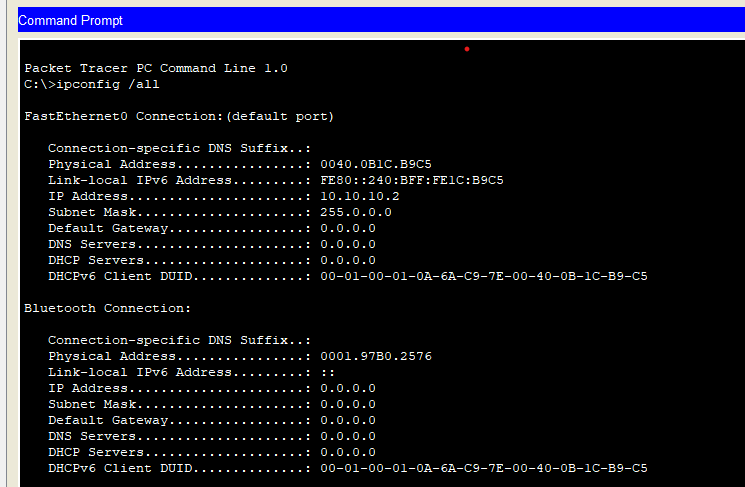 Command Prompt
Packet Tracer PC Command Line 1.0
C:\>ipconfig /all
FastEthernet0 Connection:(default port)
Connection-specific DNS Suffix..:
Physical Address................: 0040.0B1C.B9C5
Link-local IPv6 Address.........: FE80::240:BFF:FE1C:B9C5
IP Address......................: 10.10.10.2
Subnet Mask.....................: 255.0.0.0
Default Gateway.................: 0.0.0.0
DNS Servers.....................: 0.0.0.0
DHCP Servers....................: 0.0.0.0
DHCPv6 Client DUID..............: 00-01-00-01-0A-6A-C9-7E-00-40-0B-1C-B9-C5
Bluetooth Connection:
Connection-specific DNS Suffix..:
Physical Address................: 0001.97B0.2576
Link-local IPv6 Address.........: ::
IP Address......................: 0.0.0.0
Subnet Mask.....................: 0.0.0.0
Default Gateway.................: 0.0.0.0
DNS Servers.....................: 0.0.0.0
DHCP Servers....................: 0.0.0.0
DHCPv6 Client DUID..............: 00-01-00-01-0A-6A-C9-7E-00-40-0B-1C-B9-C5